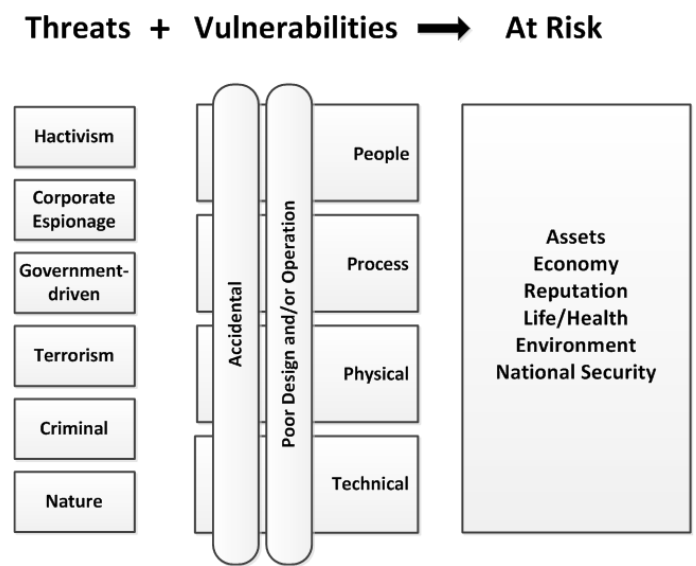 Threats + Vulnerabilities → At Risk
Hactivism
Corporate
Espionage
Government-
driven
Terrorism
Criminal
Nature
Accidental
Poor Design and/or Operation
People
Process
Physical
Technical
Assets
Economy
Reputation
Life/Health
Environment
National Security